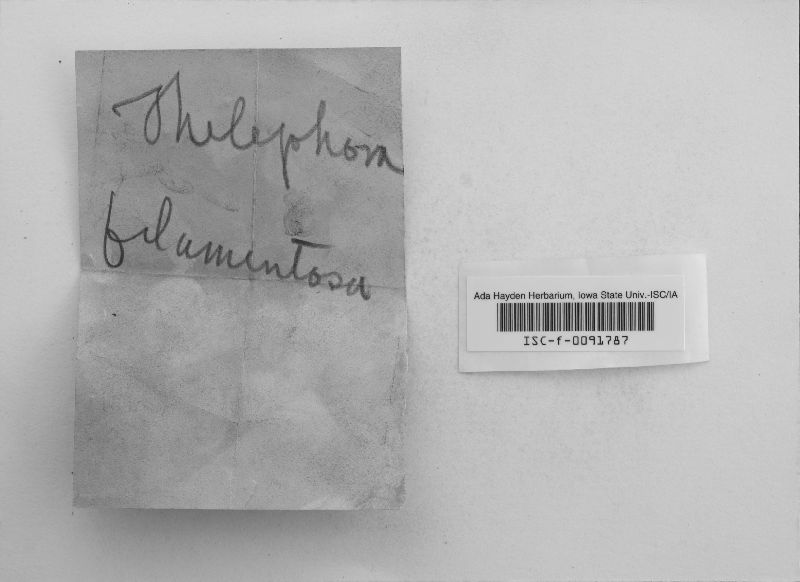 Thelephora
filamentosa
Ada Hayden Herbarium, Iowa State Univ.-ISC/IA
ISC-f-0091787